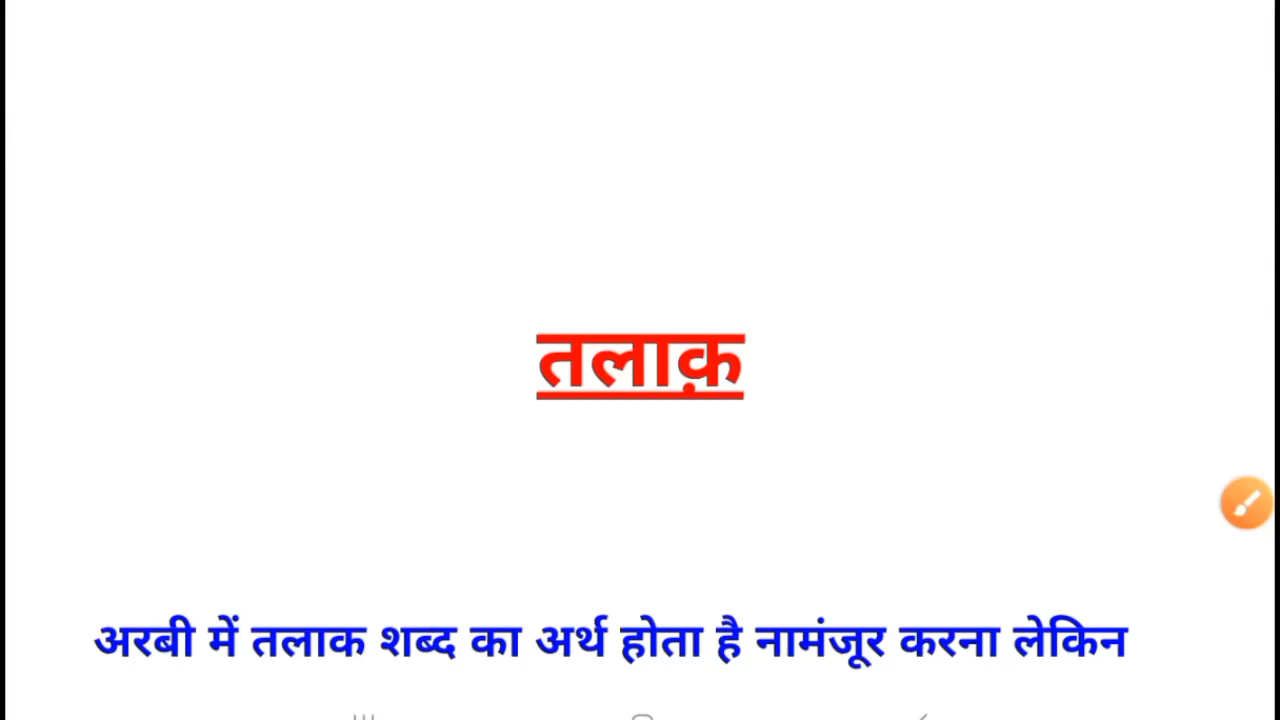 तलाक़
अरबी में तलाक शब्द का अर्थ होता है नामंजूर करना लेकिन